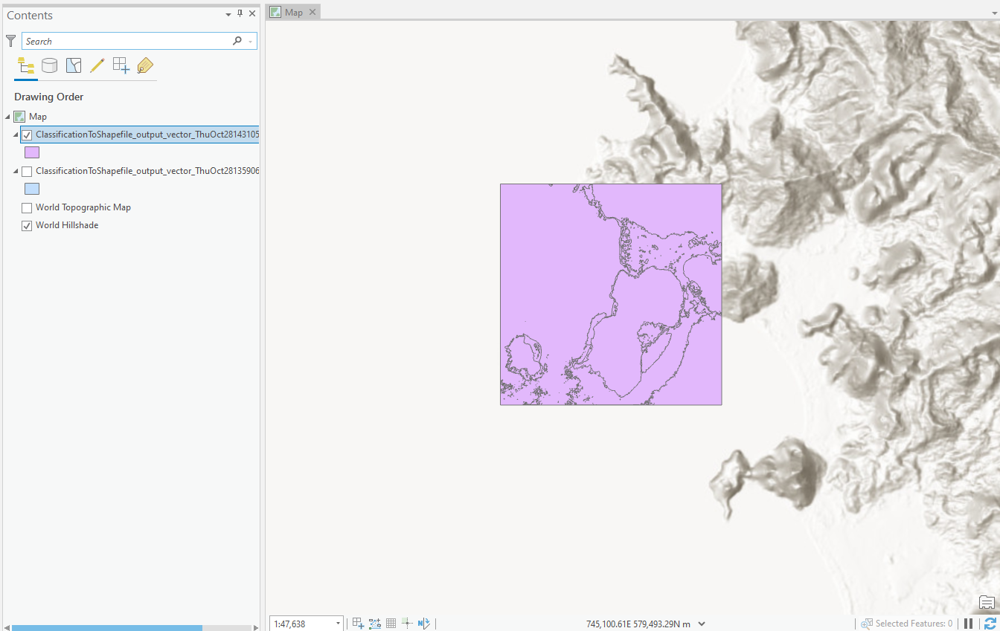 Contents
Map
Search
Drawing Order
Map
ClassificationToShapefile_output_vector_ThuOct28143105
ClassificationToShapefile_output_vector_ThuOct28135906
World Topographic Map
World Hillshade
1:47,638
745,100.61E 579,493.29N m
Selected Features: 0